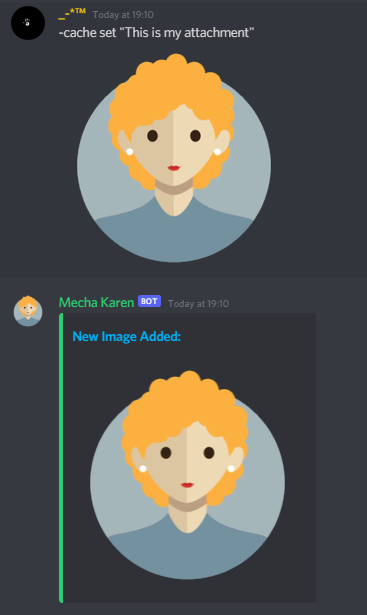 _-*™ Today at 19:10
-cache set "This is my attachment"
Mecha Karen BOT Today at 19:10
New Image Added: